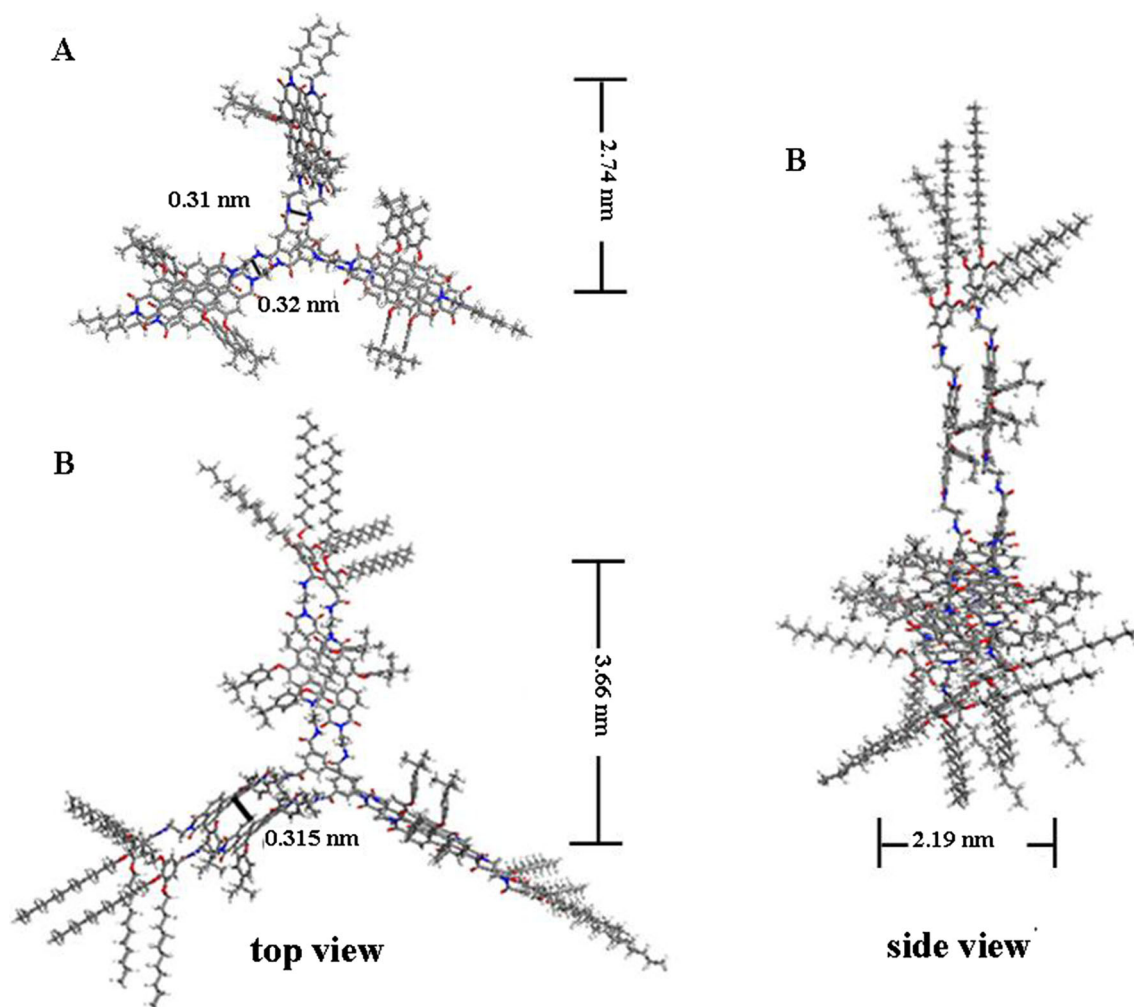 A
0.31 nm
0.32 nm
2.74 nm
B
0.315 nm
3.66 nm
top view
B
2.19 nm
side view